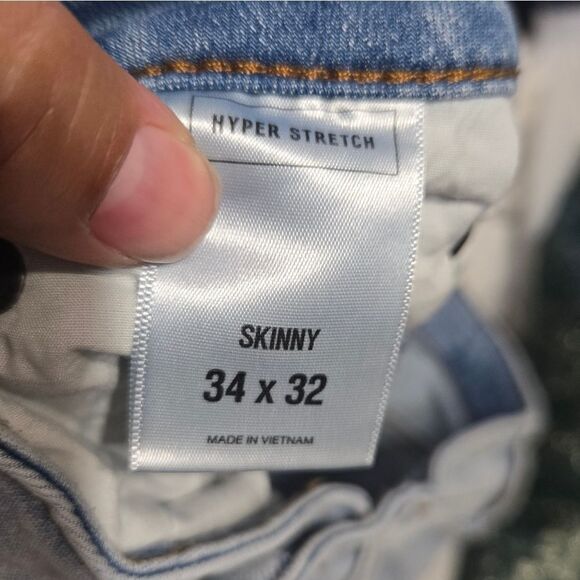 HYPER STRETCH
SKINNY
34 x 32
MADE IN VIETNAM